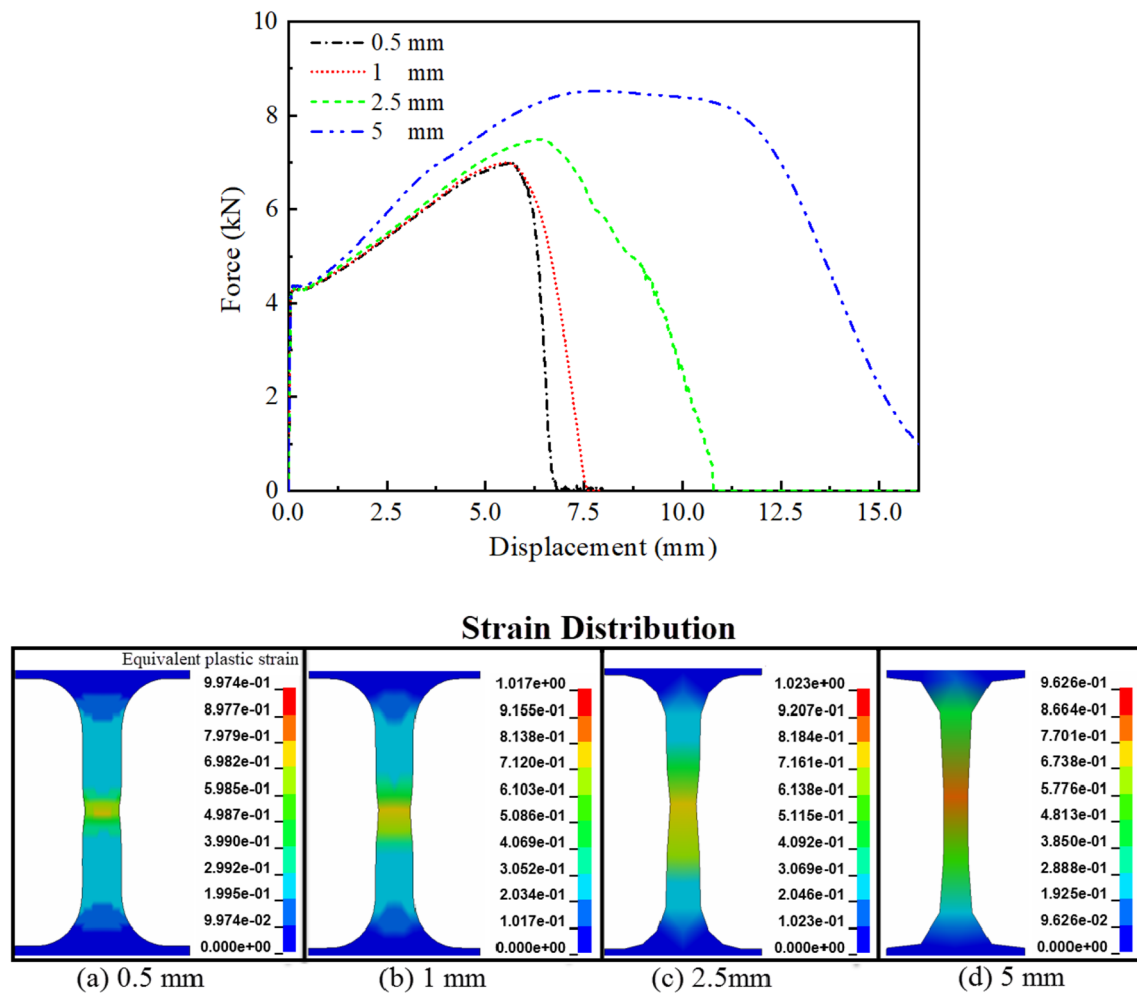 10
8
6
4
2
0
Force (kN)
0.5 mm
1 mm
2.5 mm
5 mm
0.0 2.5 5.0 7.5 10.0 12.5 15.0
Displacement (mm)
Strain Distribution
Equivalent plastic strain
9.974e-01
8.977e-01
7.979e-01
6.982e-01
5.985e-01
4.987e-01
3.990e-01
2.992e-01
1.995e-01
9.974e-02
0.000e+00
(a) 0.5 mm
1.017e+00
9.155e-01
8.138e-01
7.120e-01
6.103e-01
5.086e-01
4.069e-01
3.052e-01
2.034e-01
1.017e-01
0.000e+00
(b) 1 mm
1.023e+00
9.207e-01
8.184e-01
7.161e-01
6.138e-01
5.115e-01
4.092e-01
3.069e-01
2.046e-01
1.023e-01
0.000e+00
(c) 2.5mm
9.626e-01
8.664e-01
7.701e-01
6.738e-01
5.776e-01
4.813e-01
3.850e-01
2.888e-01
1.925e-01
9.626e-02
0.000e+00
(d) 5 mm